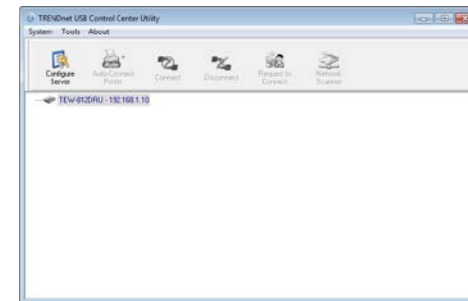 TRENDnet USB Control Center Utility
System Tools About
Configure Server
Auto-Connect Printer
Connect
Disconnect
Request to Connect
Network Scanner
TEW-812DRU - 192.168.1.10